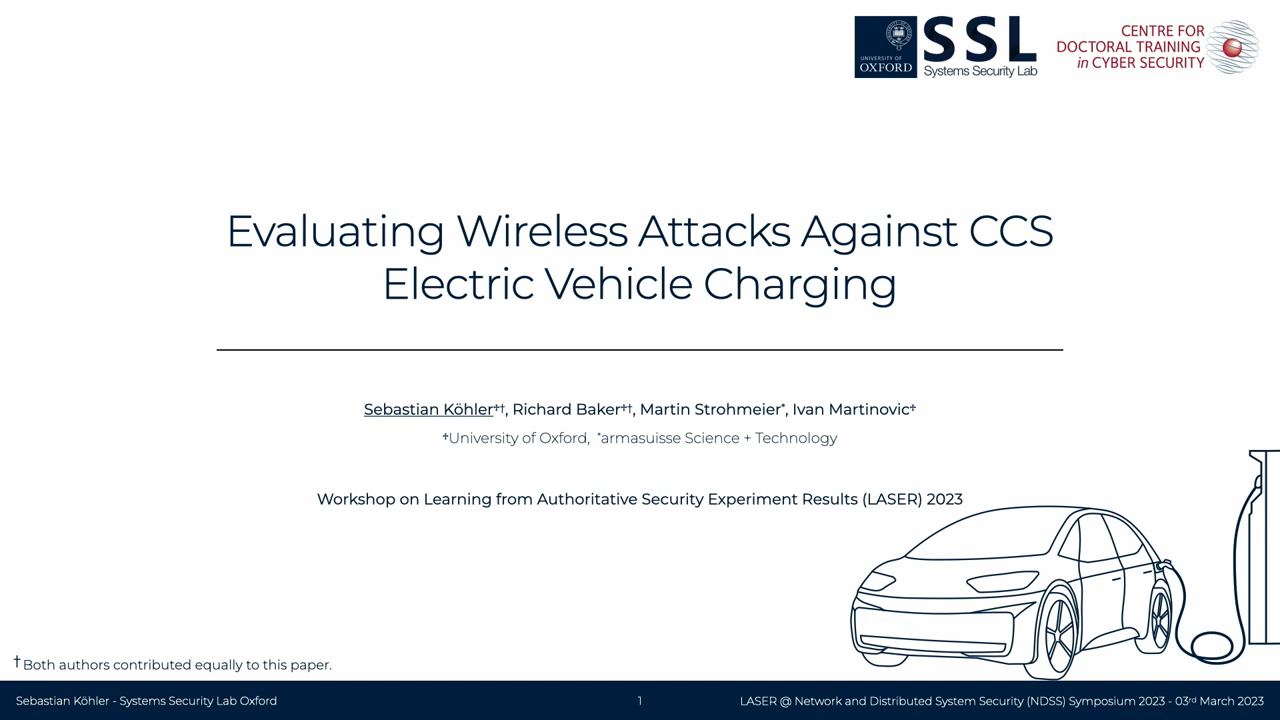 UNIVERSITY OF
OXFORD
SSL
Systems Security Lab
CENTRE FOR
DOCTORAL TRAINING
in CYBER SECURITY
Evaluating Wireless Attacks Against CCS
Electric Vehicle Charging
Sebastian Köhler⁺†, Richard Baker⁺†, Martin Strohmeier*, Ivan Martinovic⁺
⁺University of Oxford, *armasuisse Science + Technology
Workshop on Learning from Authoritative Security Experiment Results (LASER) 2023
† Both authors contributed equally to this paper.
Sebastian Köhler - Systems Security Lab Oxford
1
LASER @ Network and Distributed System Security (NDSS) Symposium 2023 - 03rd March 2023